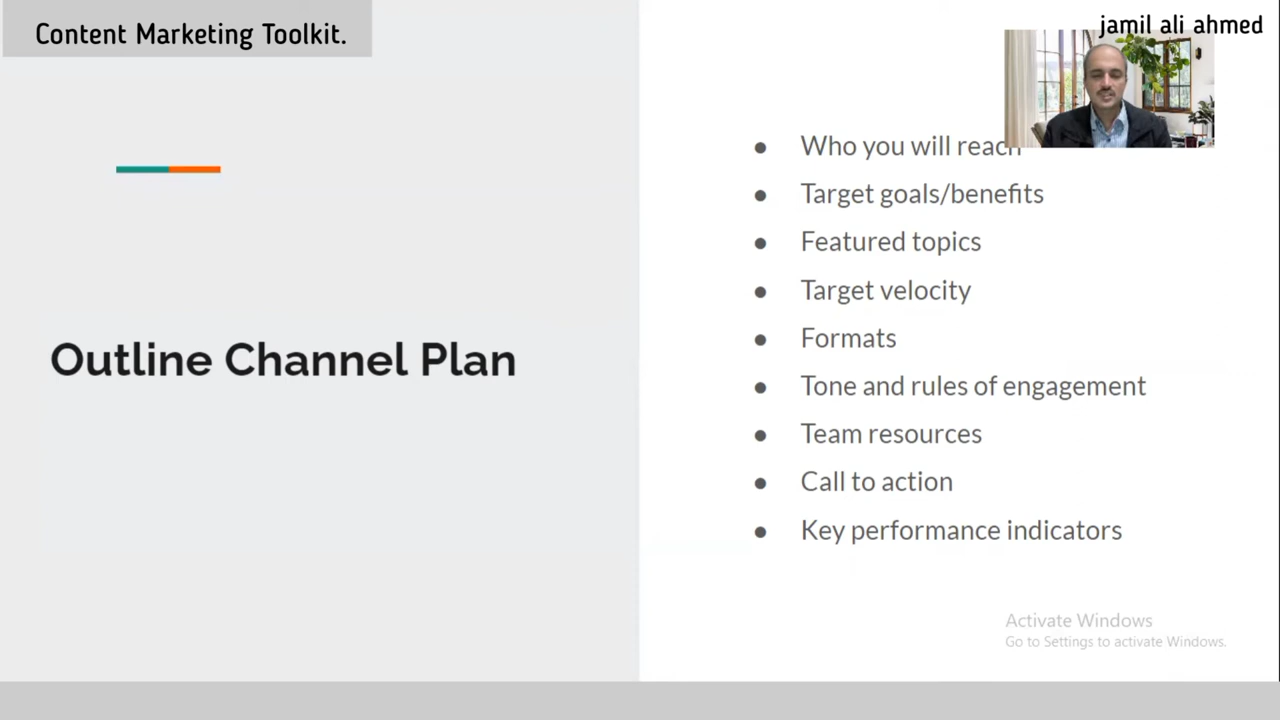 Content Marketing Toolkit.
jamil ali ahmed
Outline Channel Plan
● Who you will reach
● Target goals/benefits
● Featured topics
● Target velocity
● Formats
● Tone and rules of engagement
● Team resources
● Call to action
● Key performance indicators
Activate Windows
Go to Settings to activate Windows.